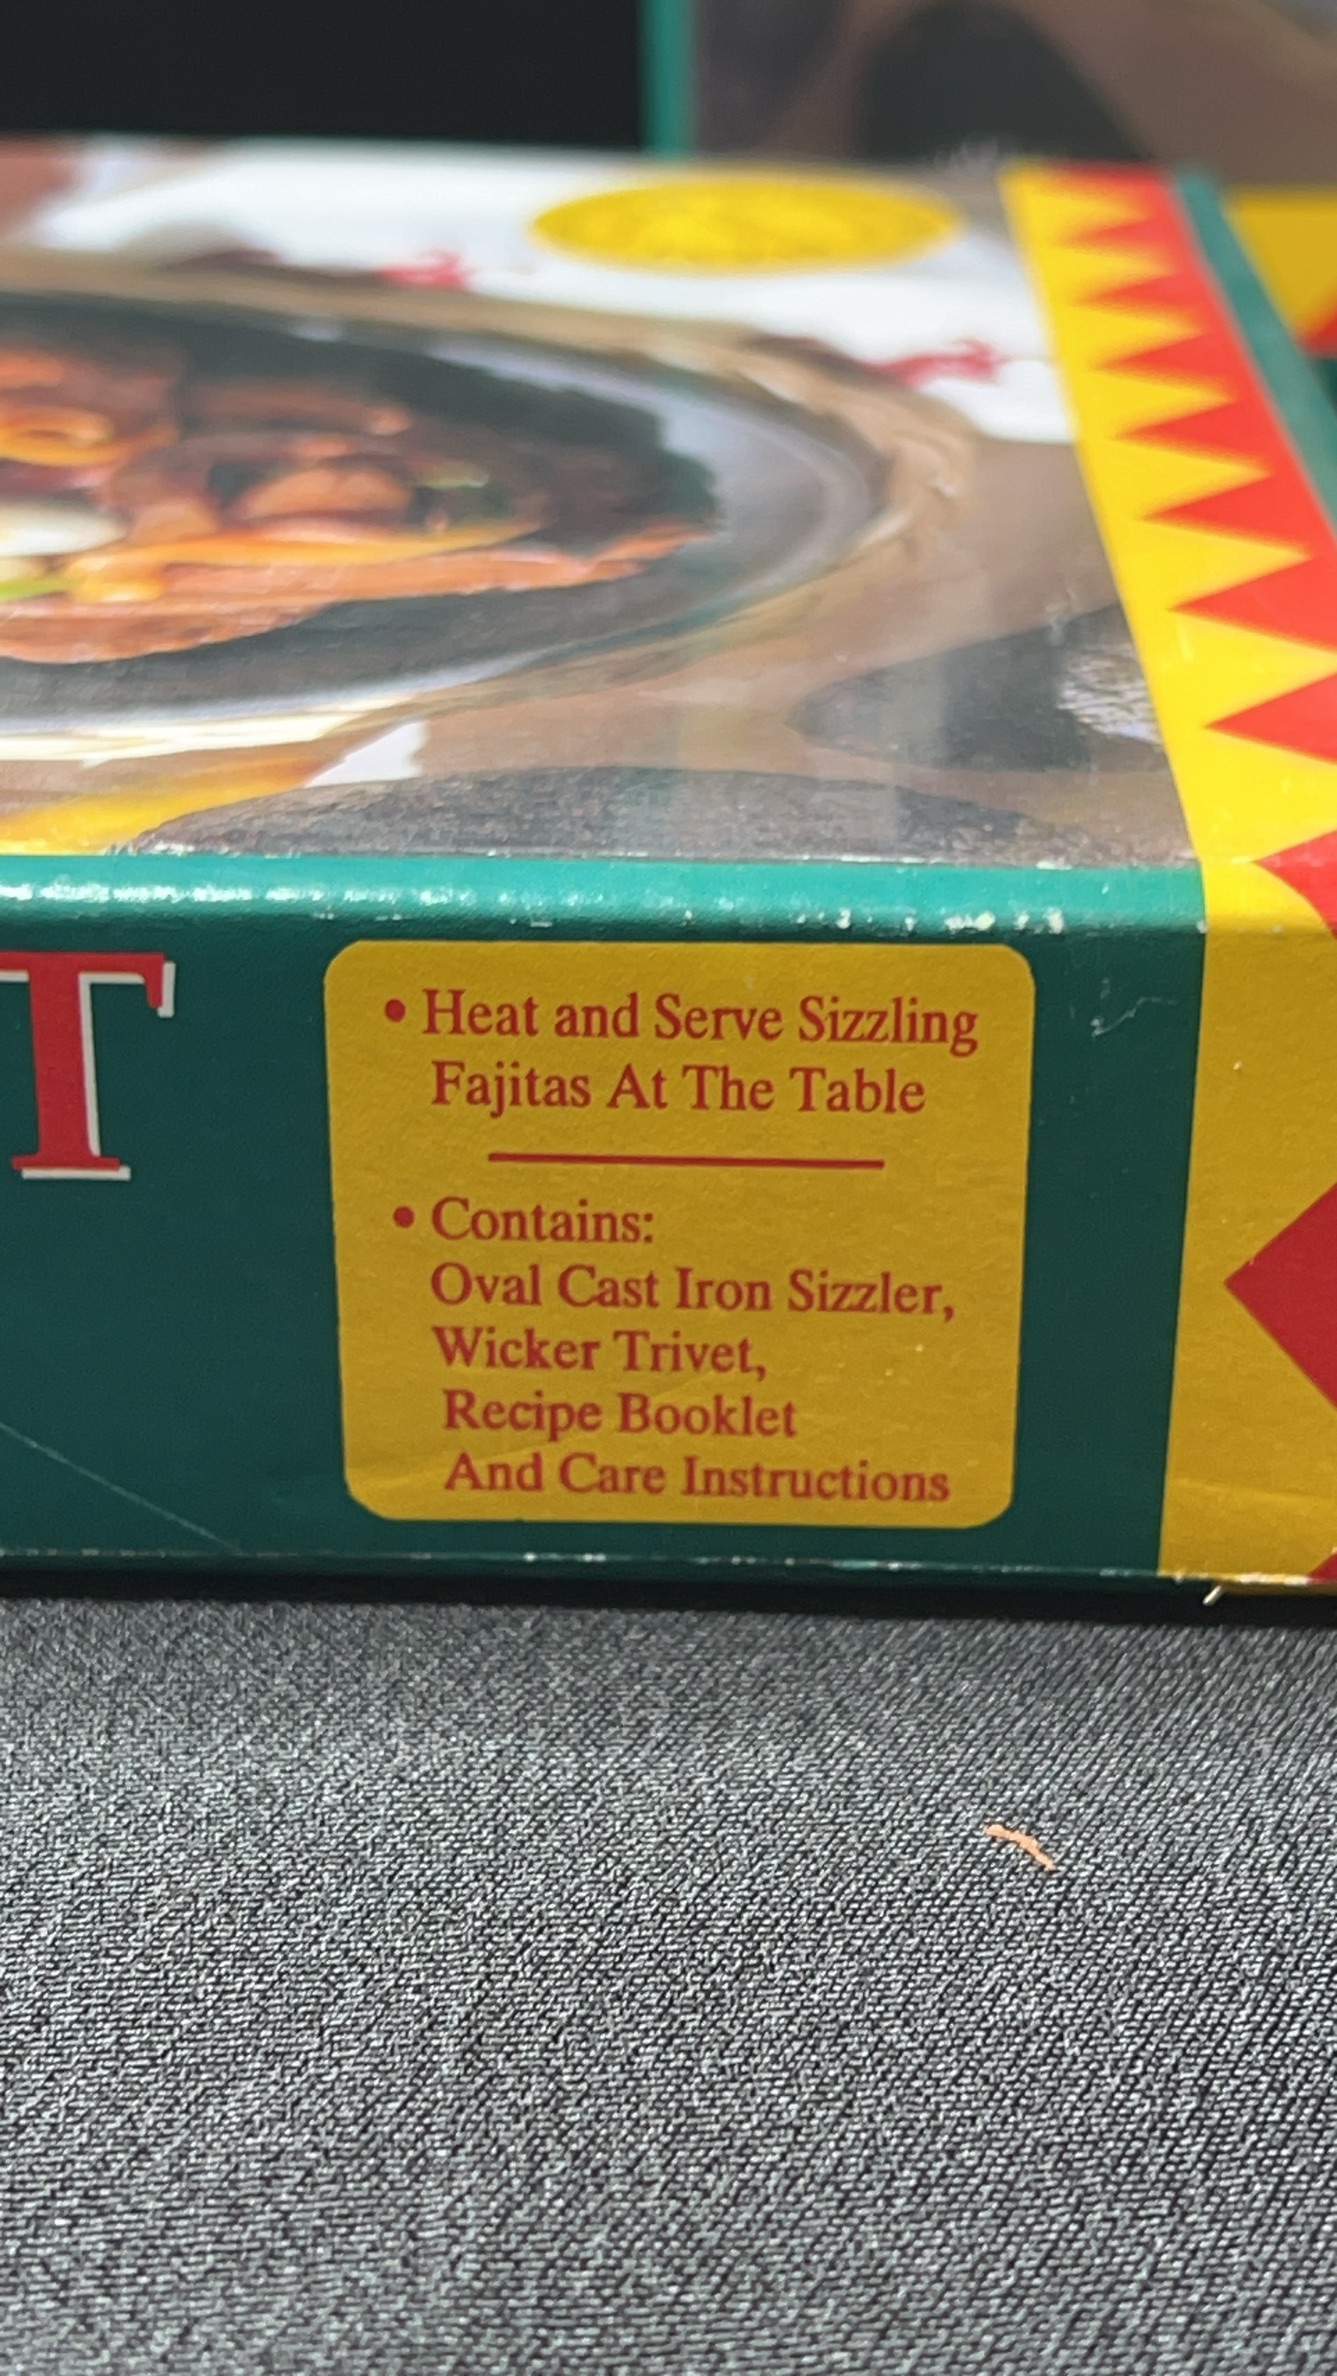 T
• Heat and Serve Sizzling
Fajitas At The Table
• Contains:
Oval Cast Iron Sizzler,
Wicker Trivet,
Recipe Booklet
And Care Instructions